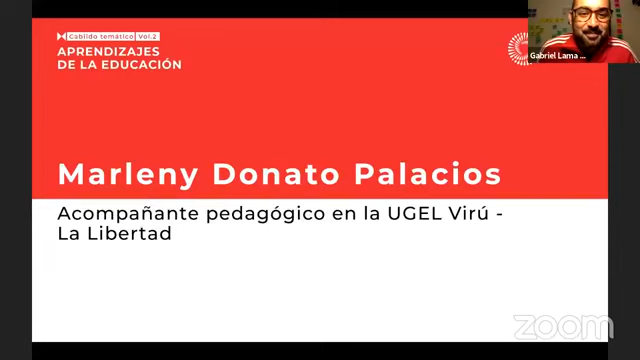 Cabildo temático Vol.2
APRENDIZAJES
DE LA EDUCACIÓN
Gabriel Lama ...
Marleny Donato Palacios
Acompañante pedagógico en la UGEL Virú -
La Libertad
zoom